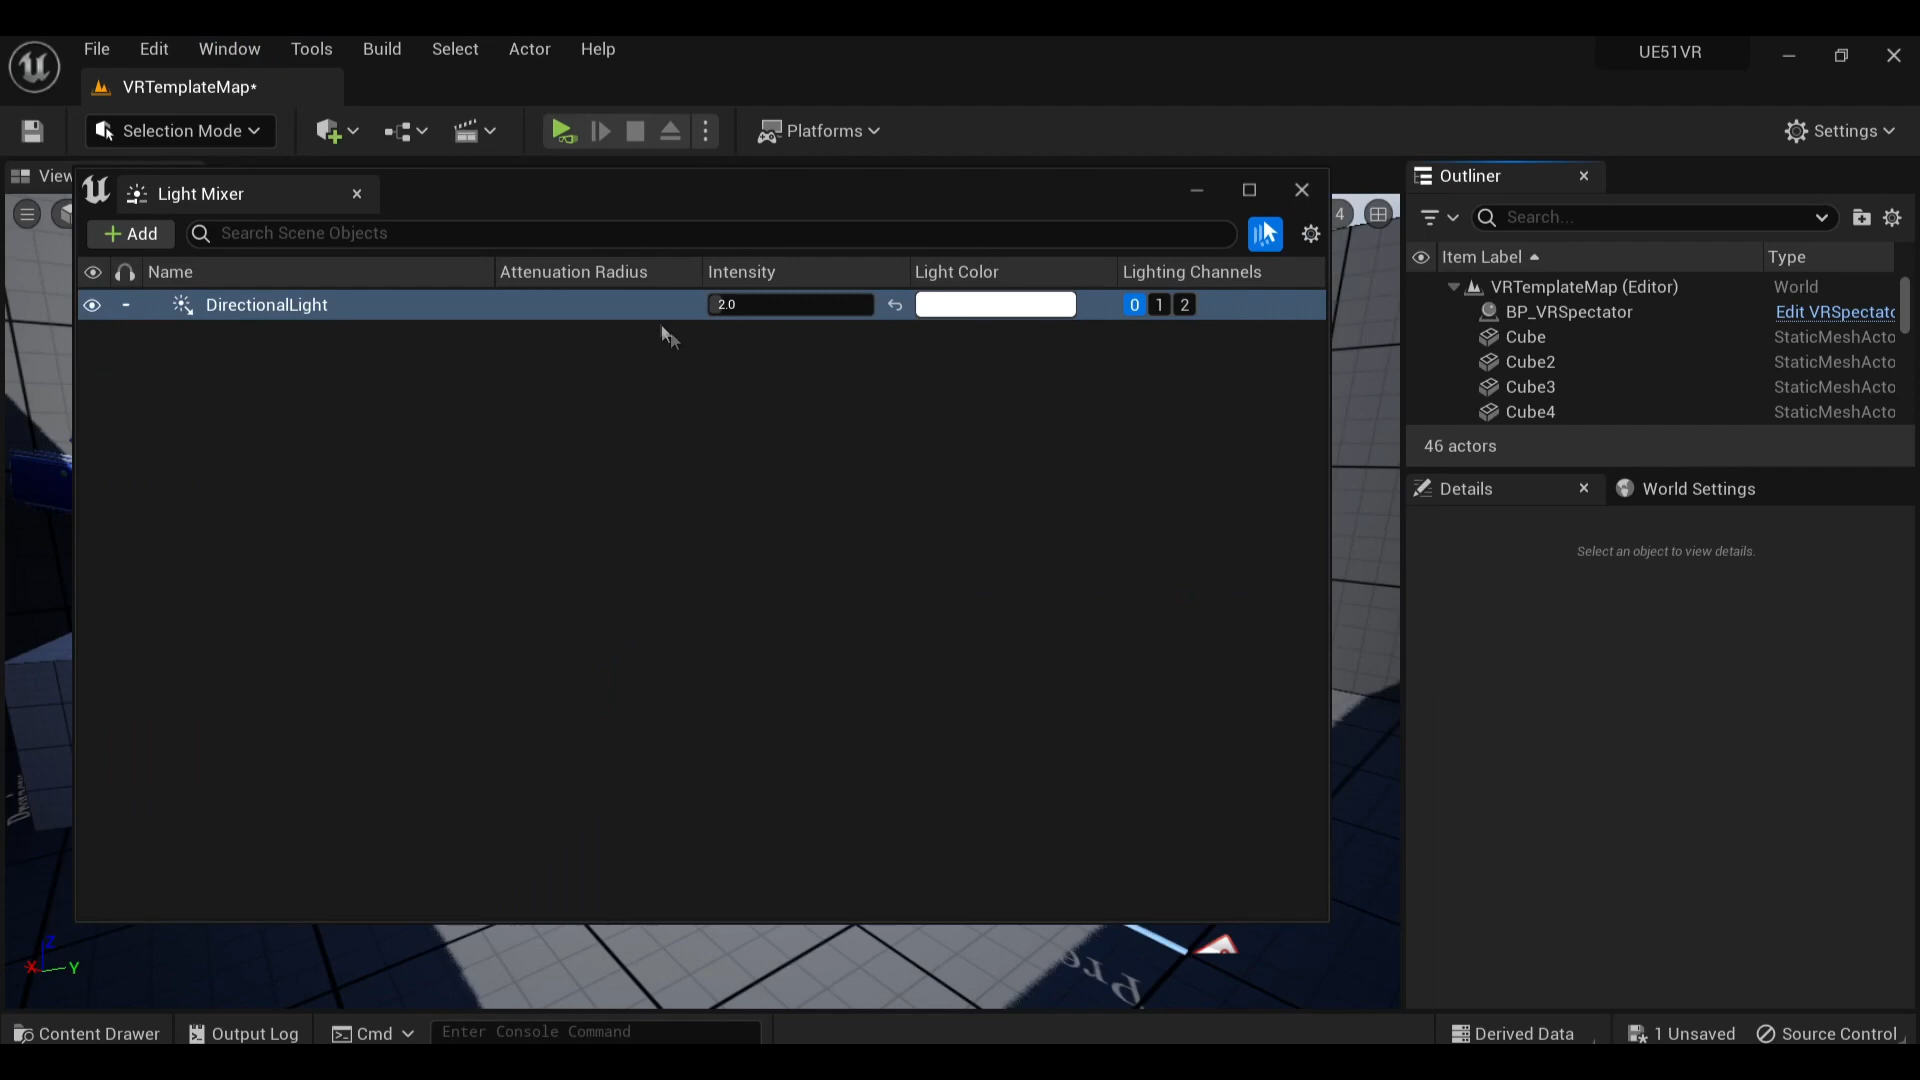 File Edit Window Tools Build Select Actor Help
UE51VR
VRTemplateMap*
Selection Mode
Platforms
Settings
View
Light Mixer
Outliner
4
Add
Search Scene Objects
Search...
Name Attenuation Radius Intensity Light Color Lighting Channels
Item Label Type
DirectionalLight 2.0 0 1 2
VRTemplateMap (Editor) World
BP_VRSpectator Edit VRSpectato
Cube StaticMeshActo
Cube2 StaticMeshActo
Cube3 StaticMeshActo
Cube4 StaticMeshActo
46 actors
Details World Settings
Select an object to view details.
Z
X Y
Content Drawer Output Log Cmd Enter Console Command
Derived Data 1 Unsaved Source Control